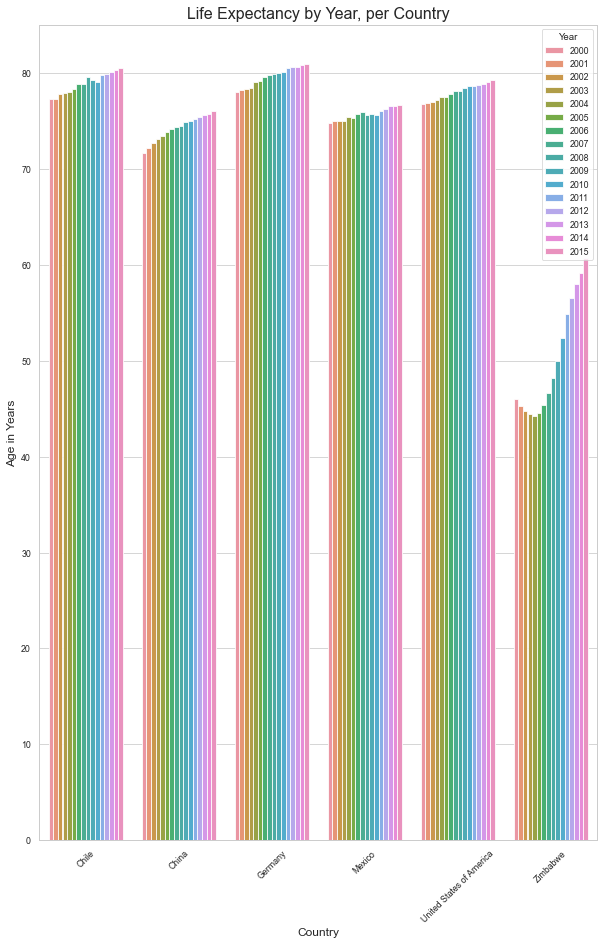 Life Expectancy by Year, per Country
Year
2000
2001
2002
2003
2004
2005
2006
2007
2008
2009
2010
2011
2012
2013
2014
2015
80
70
60
50
40
30
20
10
0
Age in Years
Chile
China
Germany
Mexico
United States of America
Zimbabwe
Country